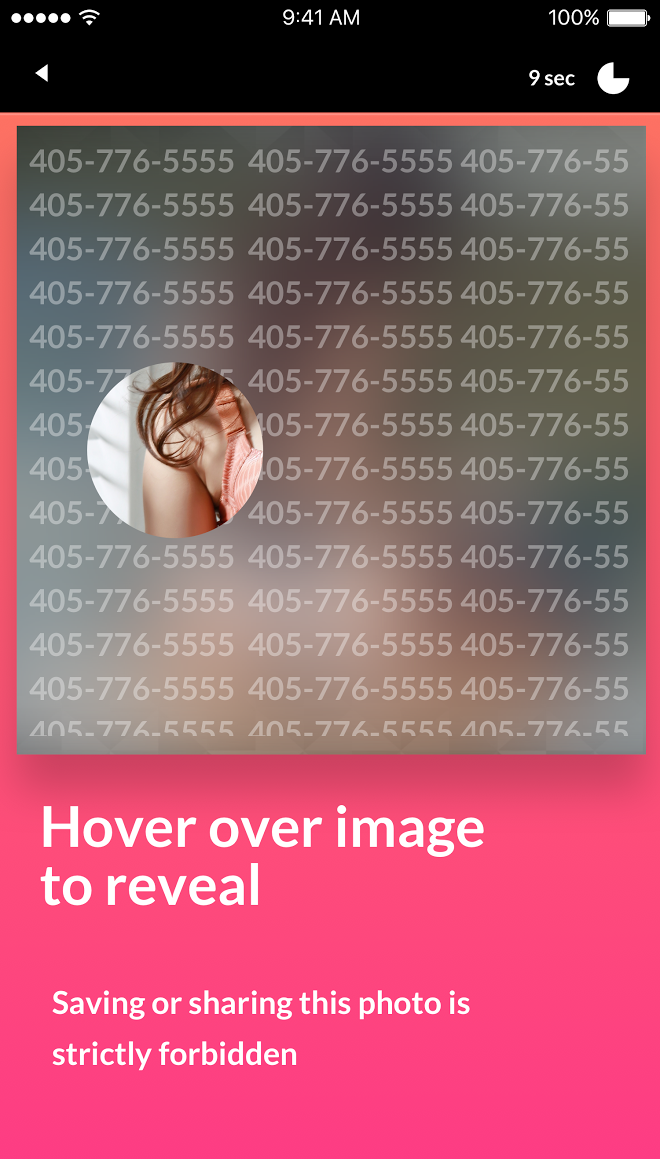 9:41 AM 100%
9 sec
405-776-5555 405-776-5555 405-776-55
405-776-5555 405-776-5555 405-776-55
405-776-5555 405-776-5555 405-776-55
405-776-5555 405-776-5555 405-776-55
405-776-5555 405-776-5555 405-776-55
405-77 405-776-5555 405-776-55
405- 405-776-5555 405-776-55
405- 405-776-5555 405-776-55
405-7 405-776-5555 405-776-55
405-776-5555 405-776-5555 405-776-55
405-776-5555 405-776-5555 405-776-55
405-776-5555 405-776-5555 405-776-55
405-776-5555 405-776-5555 405-776-55
405-776-5555 405-776-5555 405-776-55
Hover over image
to reveal
Saving or sharing this photo is
strictly forbidden